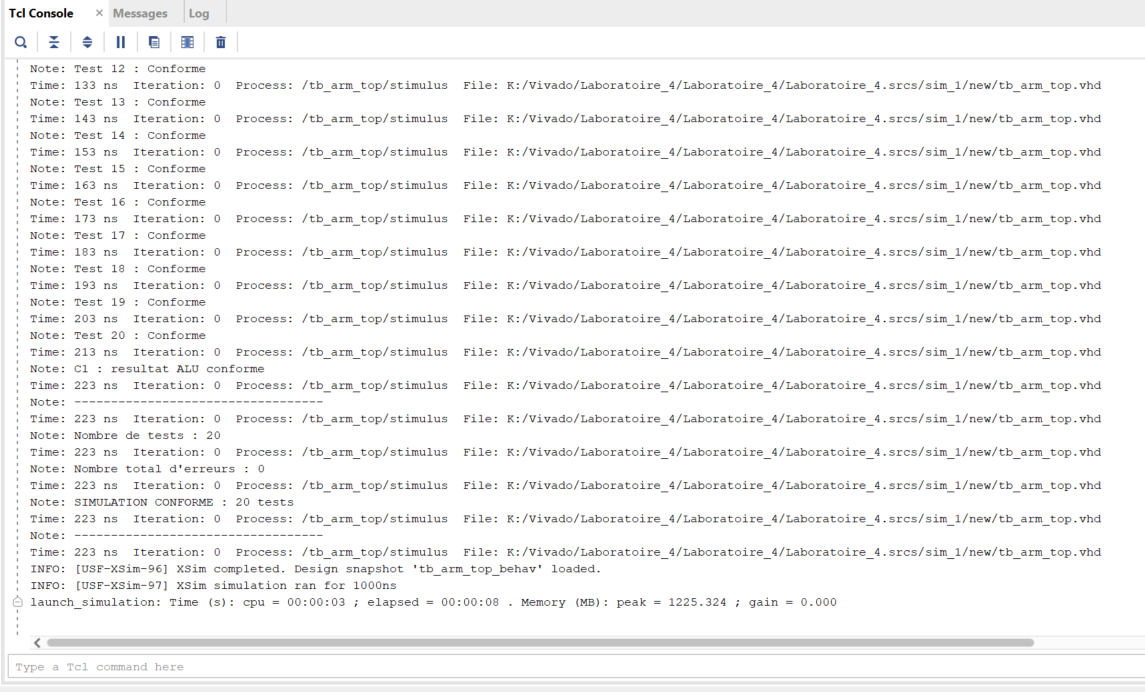 Tcl Console × Messages Log
Note: Test 12 : Conforme
Time: 133 ns  Iteration: 0  Process: /tb_arm_top/stimulus  File: K:/Vivado/Laboratoire_4/Laboratoire_4/Laboratoire_4.srcs/sim_1/new/tb_arm_top.vhd
Note: Test 13 : Conforme
Time: 143 ns  Iteration: 0  Process: /tb_arm_top/stimulus  File: K:/Vivado/Laboratoire_4/Laboratoire_4/Laboratoire_4.srcs/sim_1/new/tb_arm_top.vhd
Note: Test 14 : Conforme
Time: 153 ns  Iteration: 0  Process: /tb_arm_top/stimulus  File: K:/Vivado/Laboratoire_4/Laboratoire_4/Laboratoire_4.srcs/sim_1/new/tb_arm_top.vhd
Note: Test 15 : Conforme
Time: 163 ns  Iteration: 0  Process: /tb_arm_top/stimulus  File: K:/Vivado/Laboratoire_4/Laboratoire_4/Laboratoire_4.srcs/sim_1/new/tb_arm_top.vhd
Note: Test 16 : Conforme
Time: 173 ns  Iteration: 0  Process: /tb_arm_top/stimulus  File: K:/Vivado/Laboratoire_4/Laboratoire_4/Laboratoire_4.srcs/sim_1/new/tb_arm_top.vhd
Note: Test 17 : Conforme
Time: 183 ns  Iteration: 0  Process: /tb_arm_top/stimulus  File: K:/Vivado/Laboratoire_4/Laboratoire_4/Laboratoire_4.srcs/sim_1/new/tb_arm_top.vhd
Note: Test 18 : Conforme
Time: 193 ns  Iteration: 0  Process: /tb_arm_top/stimulus  File: K:/Vivado/Laboratoire_4/Laboratoire_4/Laboratoire_4.srcs/sim_1/new/tb_arm_top.vhd
Note: Test 19 : Conforme
Time: 203 ns  Iteration: 0  Process: /tb_arm_top/stimulus  File: K:/Vivado/Laboratoire_4/Laboratoire_4/Laboratoire_4.srcs/sim_1/new/tb_arm_top.vhd
Note: Test 20 : Conforme
Time: 213 ns  Iteration: 0  Process: /tb_arm_top/stimulus  File: K:/Vivado/Laboratoire_4/Laboratoire_4/Laboratoire_4.srcs/sim_1/new/tb_arm_top.vhd
Note: C1 : resultat ALU conforme
Time: 223 ns  Iteration: 0  Process: /tb_arm_top/stimulus  File: K:/Vivado/Laboratoire_4/Laboratoire_4/Laboratoire_4.srcs/sim_1/new/tb_arm_top.vhd
Note: ----------------------------------
Time: 223 ns  Iteration: 0  Process: /tb_arm_top/stimulus  File: K:/Vivado/Laboratoire_4/Laboratoire_4/Laboratoire_4.srcs/sim_1/new/tb_arm_top.vhd
Note: Nombre de tests : 20
Time: 223 ns  Iteration: 0  Process: /tb_arm_top/stimulus  File: K:/Vivado/Laboratoire_4/Laboratoire_4/Laboratoire_4.srcs/sim_1/new/tb_arm_top.vhd
Note: Nombre total d'erreurs : 0
Time: 223 ns  Iteration: 0  Process: /tb_arm_top/stimulus  File: K:/Vivado/Laboratoire_4/Laboratoire_4/Laboratoire_4.srcs/sim_1/new/tb_arm_top.vhd
Note: SIMULATION CONFORME : 20 tests
Time: 223 ns  Iteration: 0  Process: /tb_arm_top/stimulus  File: K:/Vivado/Laboratoire_4/Laboratoire_4/Laboratoire_4.srcs/sim_1/new/tb_arm_top.vhd
Note: ----------------------------------
Time: 223 ns  Iteration: 0  Process: /tb_arm_top/stimulus  File: K:/Vivado/Laboratoire_4/Laboratoire_4/Laboratoire_4.srcs/sim_1/new/tb_arm_top.vhd
INFO: [USF-XSim-96] XSim completed. Design snapshot 'tb_arm_top_behav' loaded.
INFO: [USF-XSim-97] XSim simulation ran for 1000ns
launch_simulation: Time (s): cpu = 00:00:03 ; elapsed = 00:00:08 . Memory (MB): peak = 1225.324 ; gain = 0.000
Type a Tcl command here